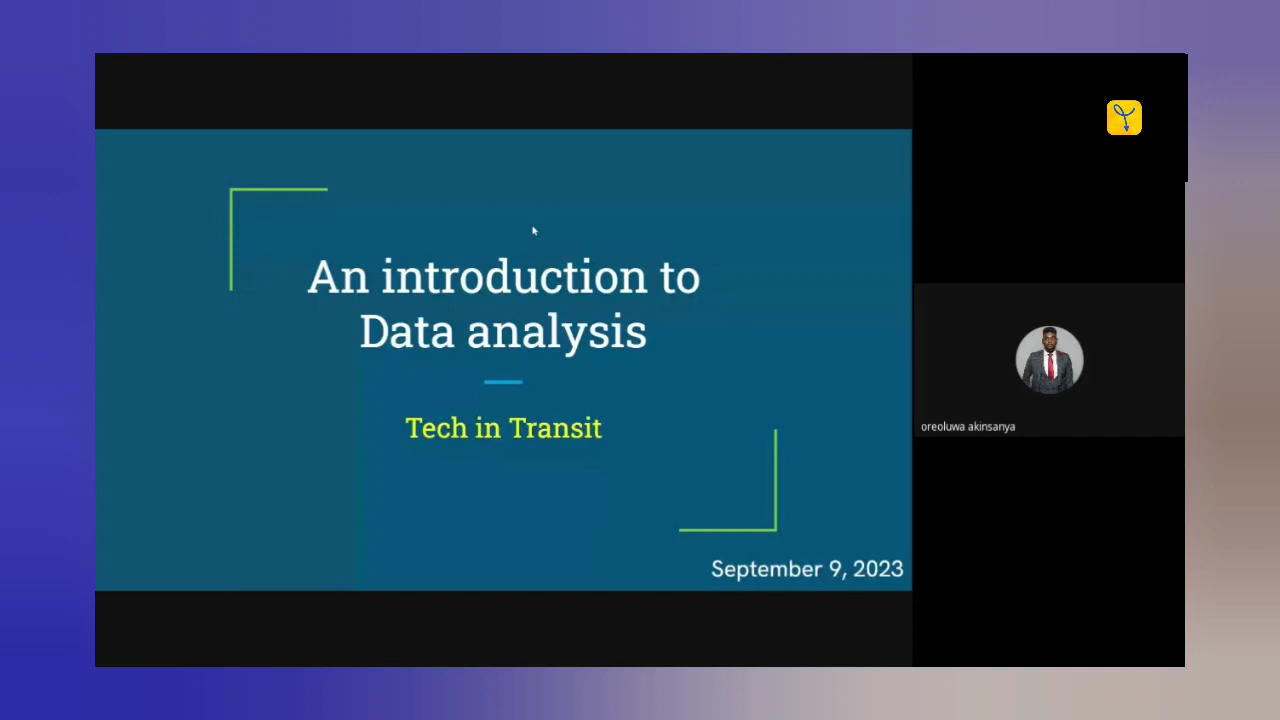 An introduction to
Data analysis
Tech in Transit
September 9, 2023
oreoluwa akinsanya